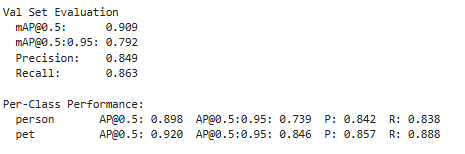 Val Set Evaluation
mAP@0.5: 0.909
mAP@0.5:0.95: 0.792
Precision: 0.849
Recall: 0.863

Per-Class Performance:
person AP@0.5: 0.898 AP@0.5:0.95: 0.739 P: 0.842 R: 0.838
pet AP@0.5: 0.920 AP@0.5:0.95: 0.846 P: 0.857 R: 0.888